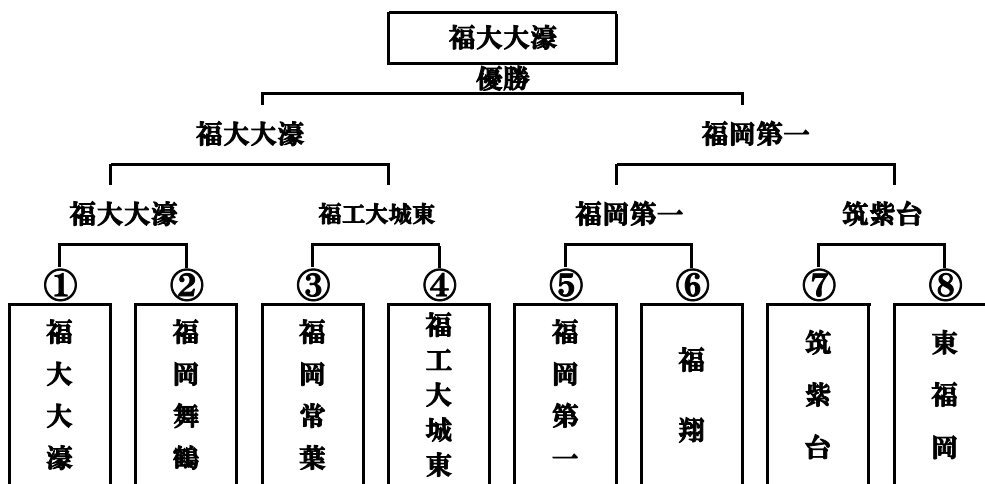 福大大濠
優勝
福大大濠
福岡第一
福大大濠
福工大城東
福岡第一
筑紫台
①
②
③
④
⑤
⑥
⑦
⑧
福大大濠
福岡舞鶴
福岡常葉
福工大城東
福岡第一
福翔
筑紫台
東福岡